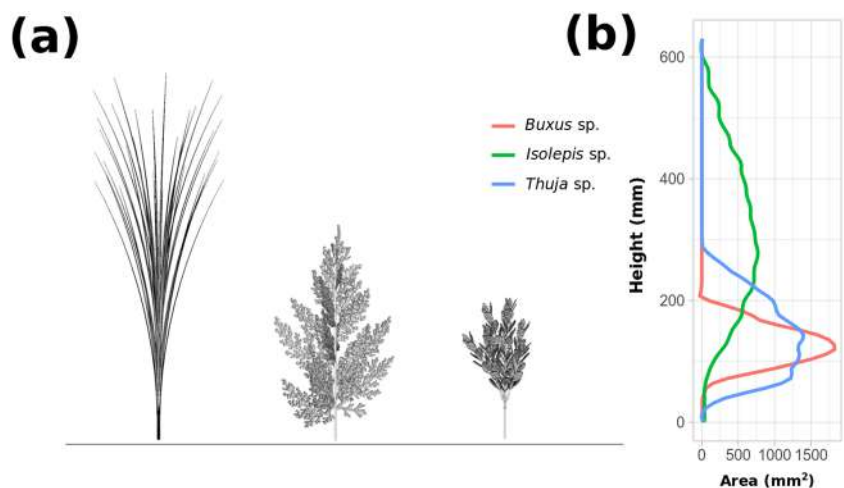 (a)
(b)
Buxus sp.
Isolepis sp.
Thuja sp.
Height (mm)
600
400
200
0
0 500 1000 1500
Area (mm²)